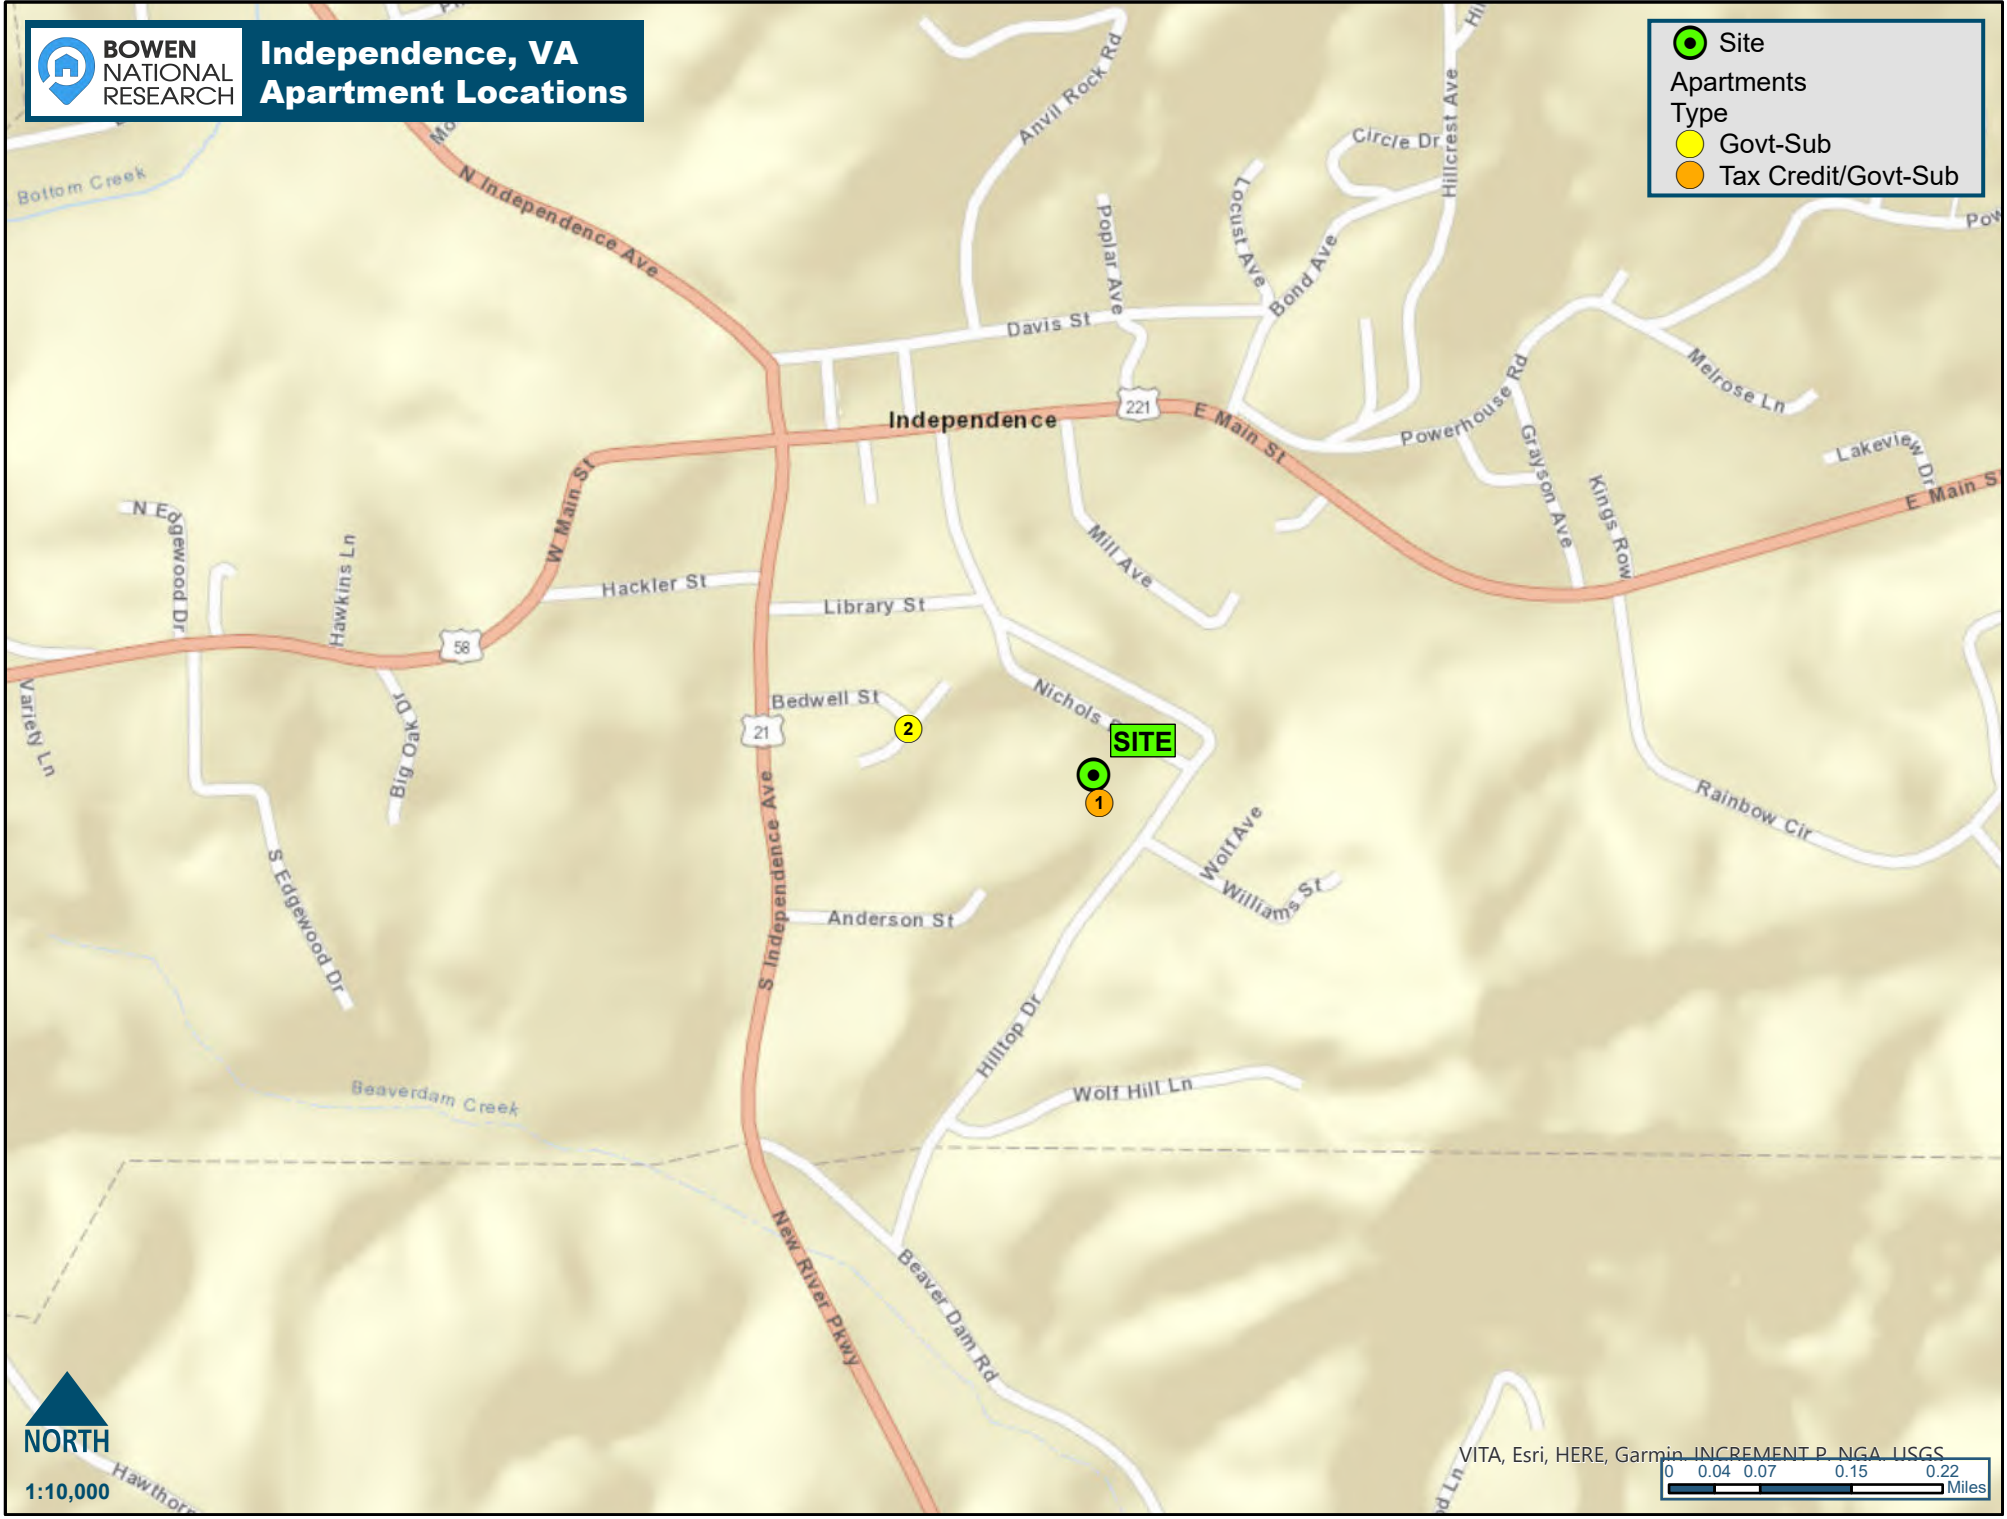 BOWEN
NATIONAL
RESEARCH
Independence, VA
Apartment Locations
Site
Apartments
Type
Govt-Sub
Tax Credit/Govt-Sub
Bottom Creek
N Independence Ave
Anvil Rock Rd
Circle Dr
Hillcrest Ave
Locust Ave
Poplar Ave
Bond Ave
Davis St
Independence
221
E Main St
Powerhouse Rd
Melrose Ln
Grayson Ave
Kings Row
Lakeview Dr
E Main S
W Main St
N Edgewood Dr
Hawkins Ln
58
Hackler St
Library St
Mill Ave
Variety Ln
Big Oak Dr
Bedwell St
21
2
Nichols
SITE
1
S Independence Ave
Rainbow Cir
Wolf Ave
Williams St
S Edgewood Dr
Anderson St
Hilltop Dr
Wolf Hill Ln
Beaverdam Creek
New River Pkwy
Beaver Dam Rd
NORTH
1:10,000
Hawthorn
VITA, Esri, HERE, Garmin, INCREMENT P, NGA, USGS
0 0.04 0.07 0.15 0.22
Miles